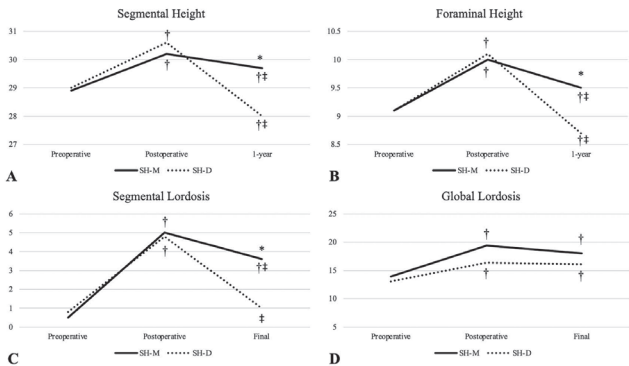 Segmental Height
31
30
29
28
27
†
†
*
†‡
†‡
Preoperative Postoperative 1-year
SH-M SH-D
A
Foraminal Height
10.5
10
9.5
9
8.5
†
†
*
†‡
†‡
Preoperative Postoperative 1-year
SH-M SH-D
B
Segmental Lordosis
6
5
4
3
2
1
0
†
†
*
†‡
‡
Preoperative Postoperative Final
SH-M SH-D
C
Global Lordosis
25
20
15
10
5
†
†
†
†
Preoperative Postoperative Final
SH-M SH-D
D